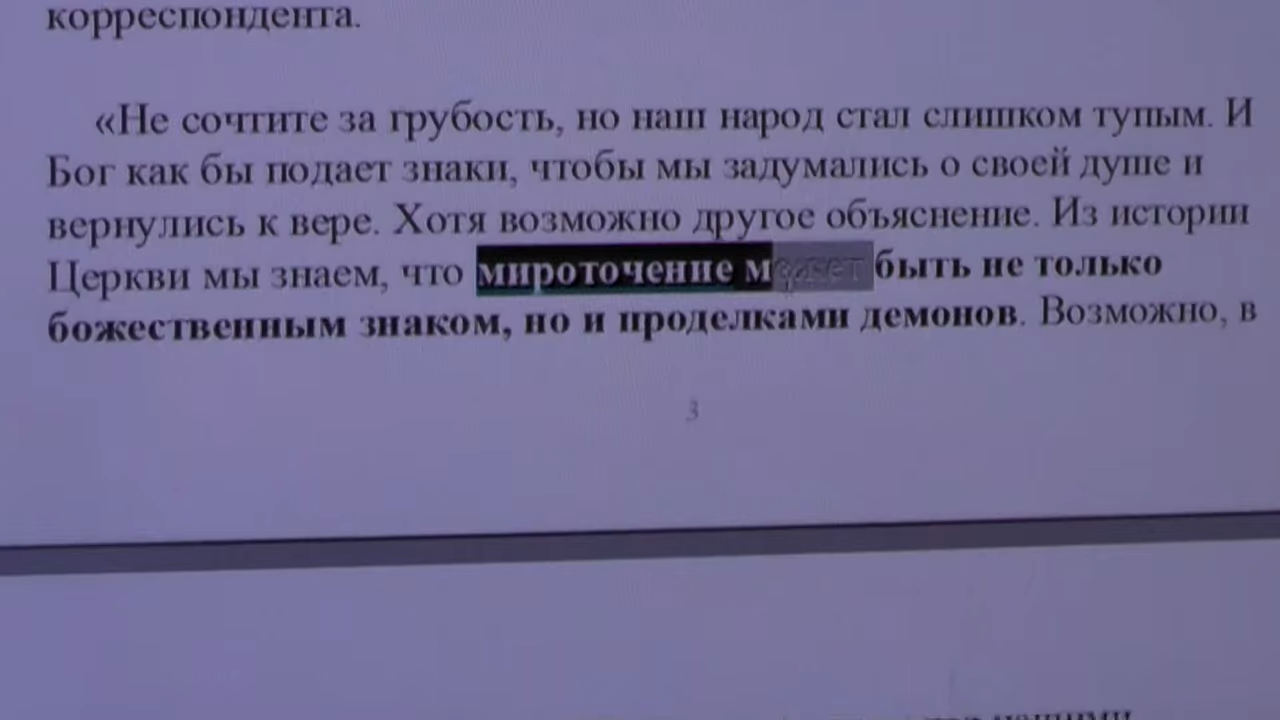 корреспондента.
«Не сочтите за грубость, но наш народ стал слишком тупым. И
Бог как бы подает знаки, чтобы мы задумались о своей душе и
вернулись к вере. Хотя возможно другое объяснение. Из истории
Церкви мы знаем, что мироточение может быть не только
божественным знаком, но и проделками демонов. Возможно, в
3